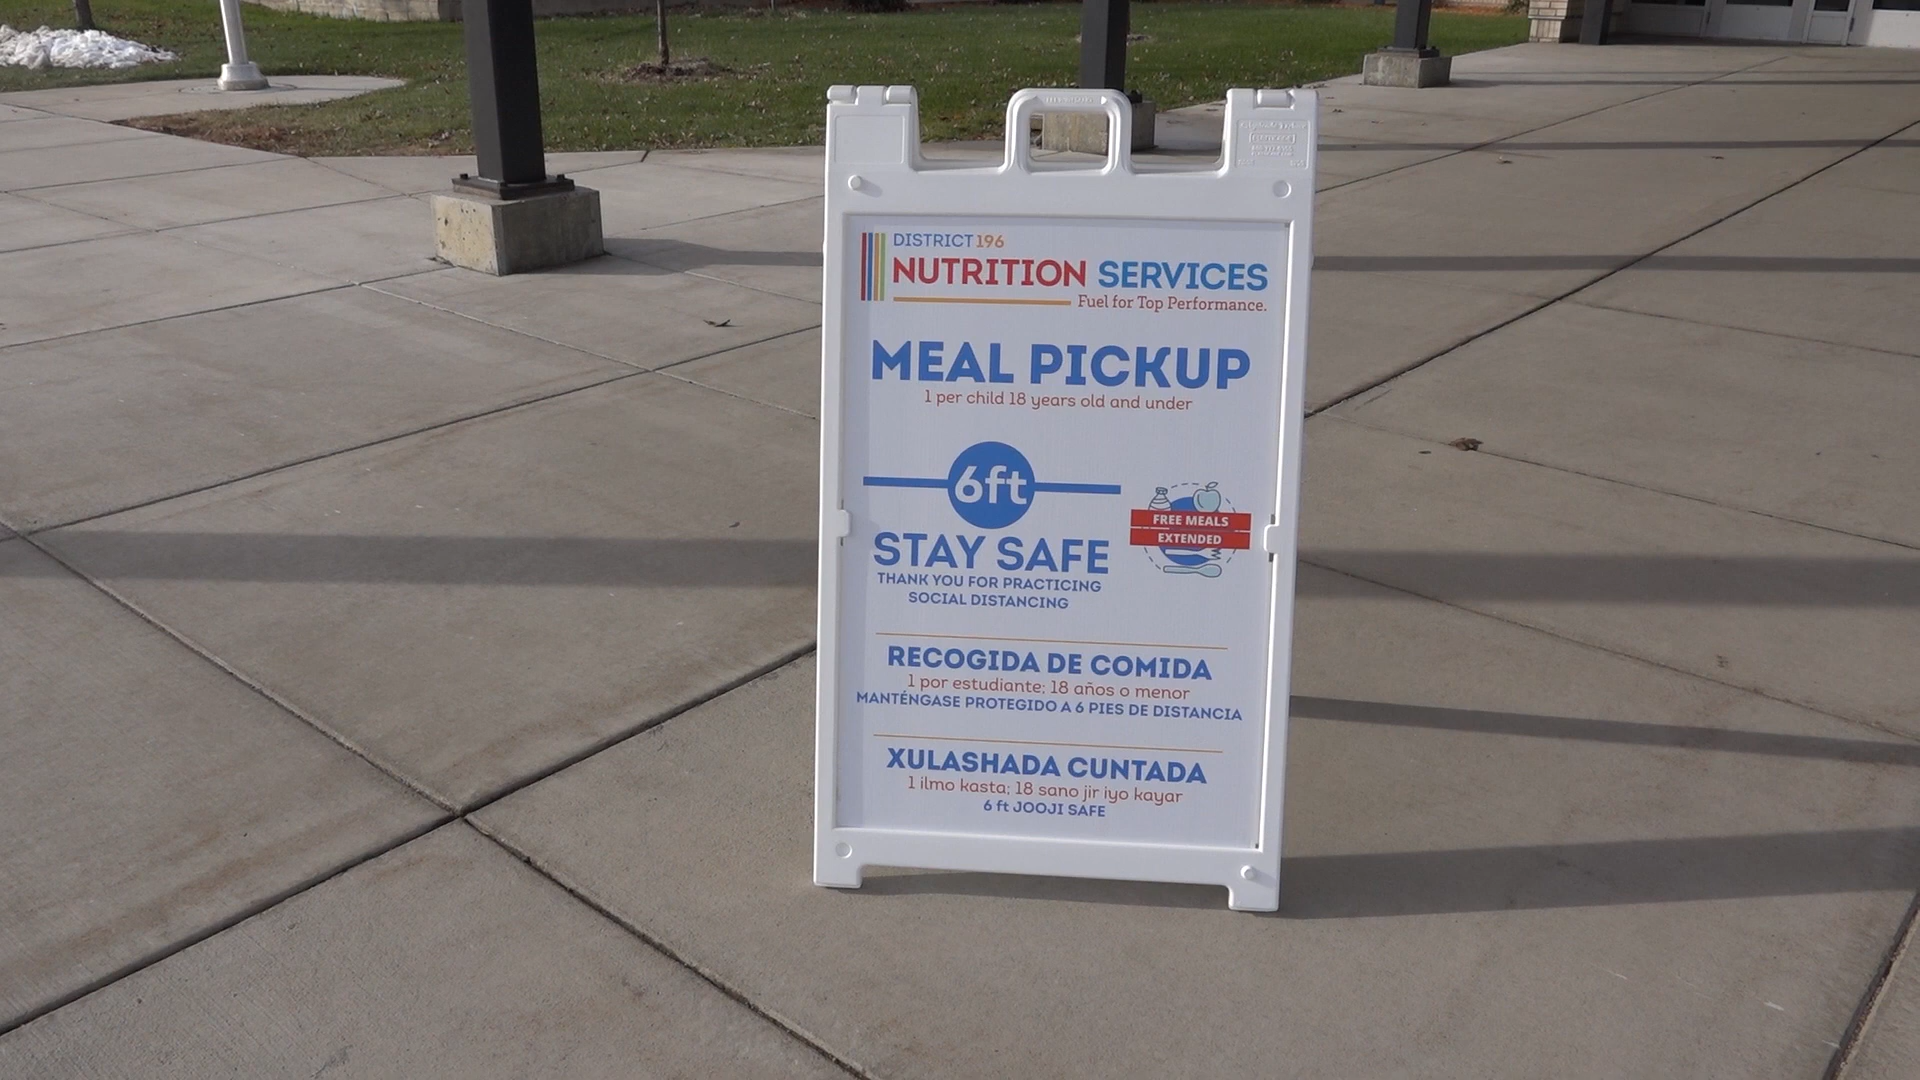 DISTRICT 196
NUTRITION SERVICES
Fuel for Top Performance.
MEAL PICKUP
1 per child 18 years old and under
6ft
STAY SAFE
THANK YOU FOR PRACTICING
SOCIAL DISTANCING
FREE MEALS
EXTENDED
RECOGIDA DE COMIDA
1 por estudiante; 18 años o menor
MANTÉNGASE PROTEGIDO A 6 PIES DE DISTANCIA
XULASHADA CUNTADA
1 ilmo kasta; 18 sano jir iyo kayar
6 ft JOOJI SAFE